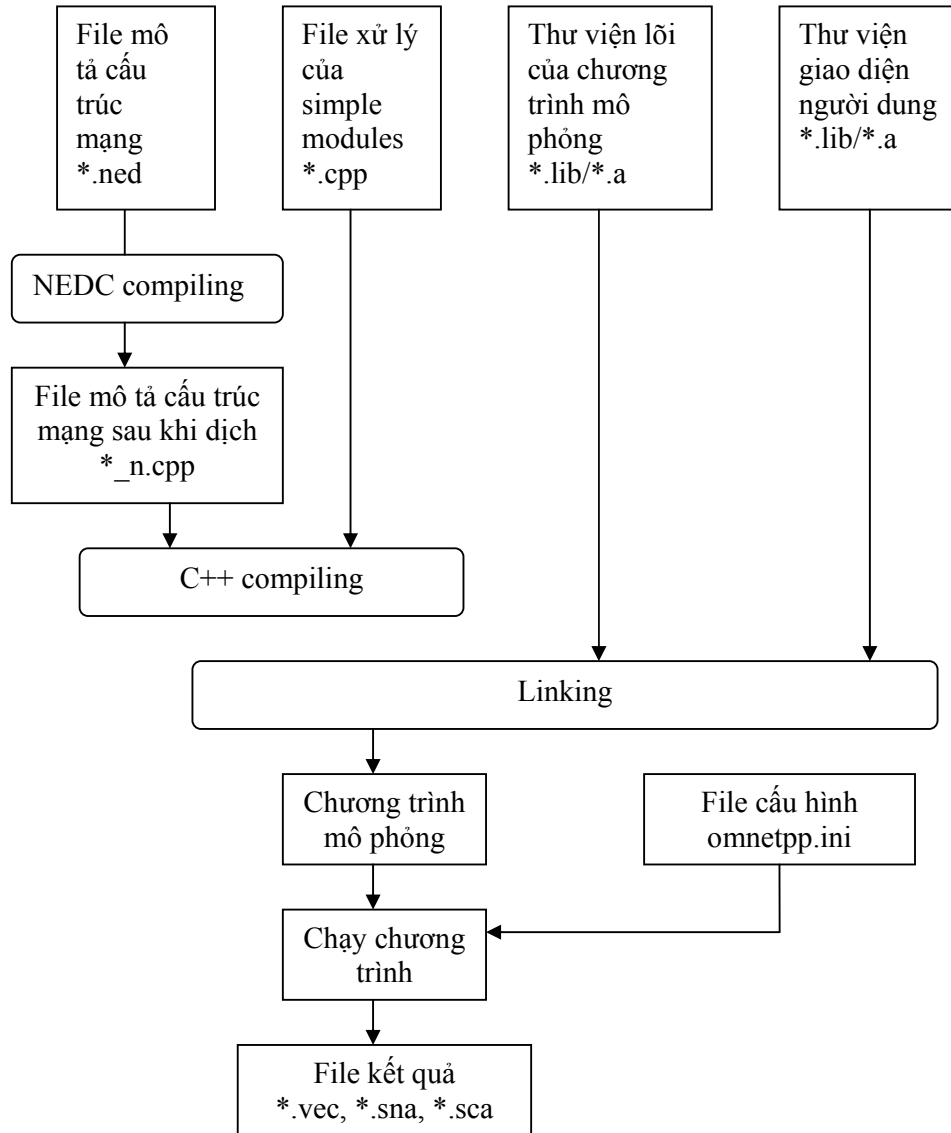 File mô
tả cấu
trúc
mạng
*.ned
File xử lý
của
simple
modules
*.cpp
Thư viện lõi
của chương
trình mô
phỏng
*.lib/*.a
Thư viện
giao diện
người dung
*.lib/*.a
NEDC compiling
File mô tả cấu trúc
mạng sau khi dịch
*_n.cpp
C++ compiling
Linking
Chương trình
mô phỏng
File cấu hình
omnetpp.ini
Chạy chương
trình
File kết quả
*.vec, *.sna, *.sca